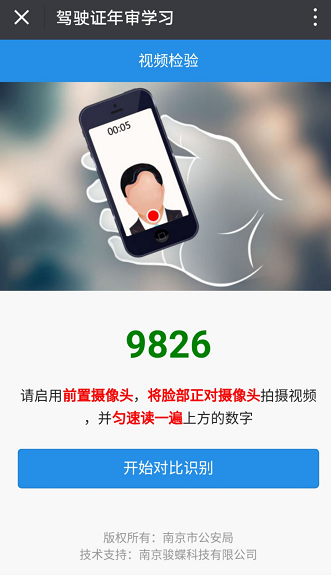 驾驶证年审学习
视频检验
00:05
9826
请启用前置摄像头，将脸部正对摄像头拍摄视频
，并匀速读一遍上方的数字
开始对比识别
版权所有：南京市公安局
技术支持：南京骏蝶科技有限公司